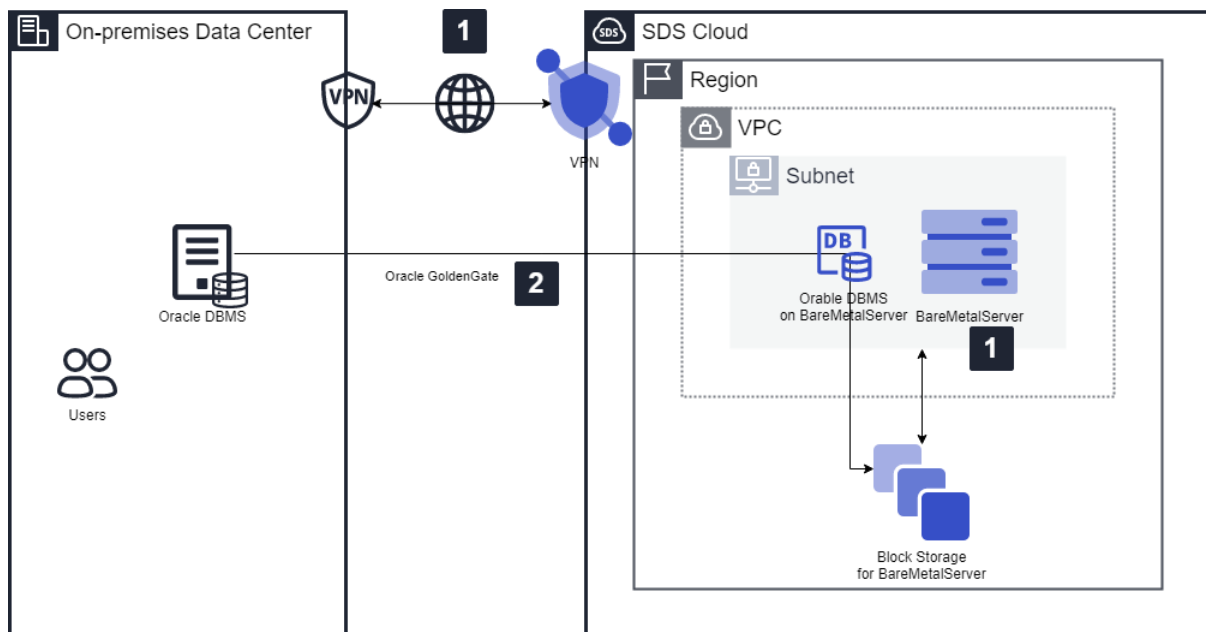 On-premises Data Center
1
SDS
SDS Cloud
Region
VPN
VPN
VPC
Subnet
DB
Oracle GoldenGate
2
Oracle DBMS
Orable DBMS
on BareMetalServer
BareMetalServer
1
Users
Block Storage
for BareMetalServer